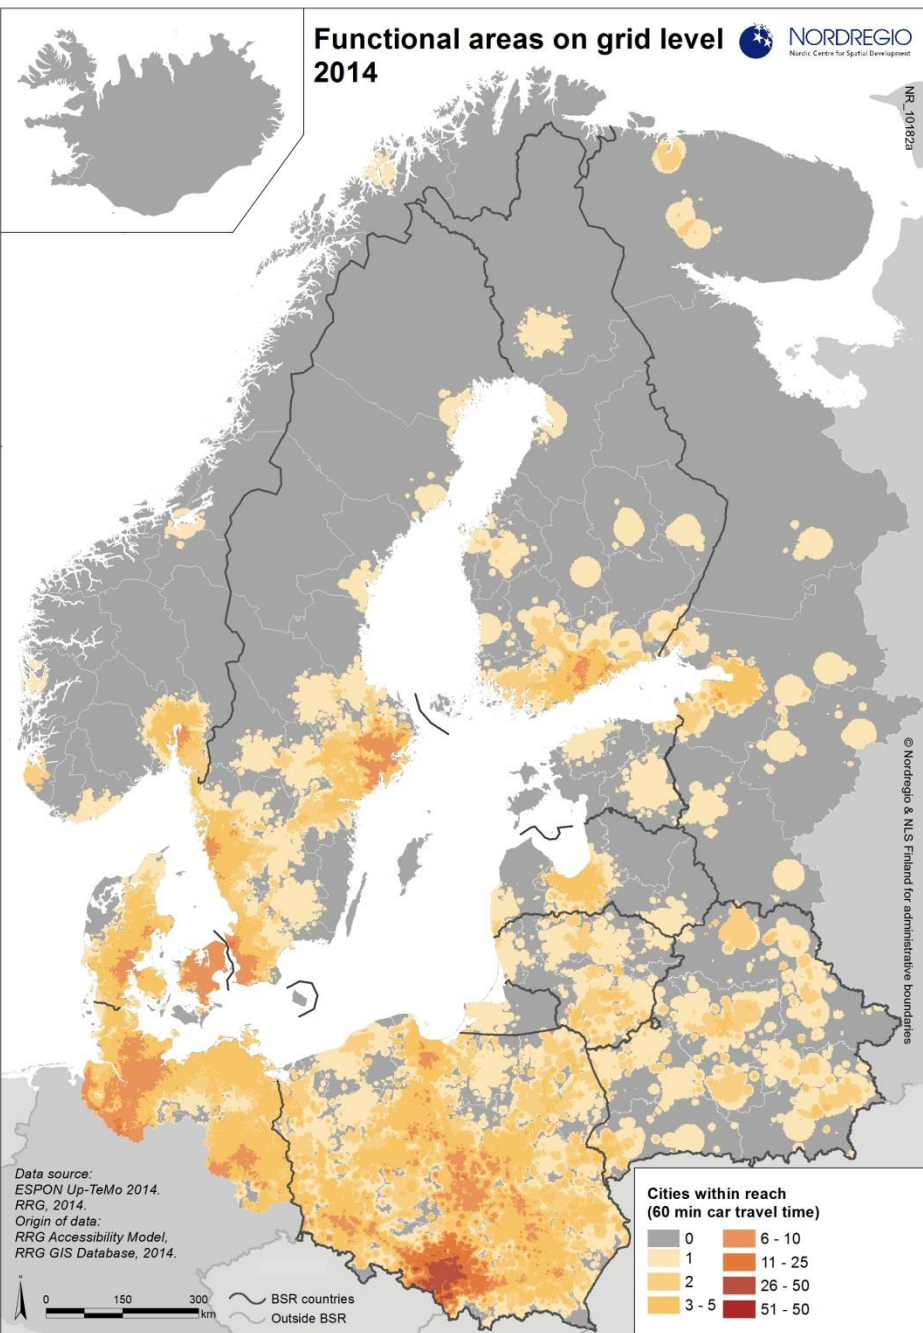 Functional areas on grid level
2014
NORDREGIO
Nordic Centre for Spatial Development
NR_10182a
© Nordregio & NLS Finland for administrative boundaries
Data source:
ESPON Up-TeMo 2014.
RRG, 2014.
Origin of data:
RRG Accessibility Model,
RRG GIS Database, 2014.
0 150 300
km
BSR countries
Outside BSR
Cities within reach
(60 min car travel time)
0
1
2
3 - 5
6 - 10
11 - 25
26 - 50
51 - 50